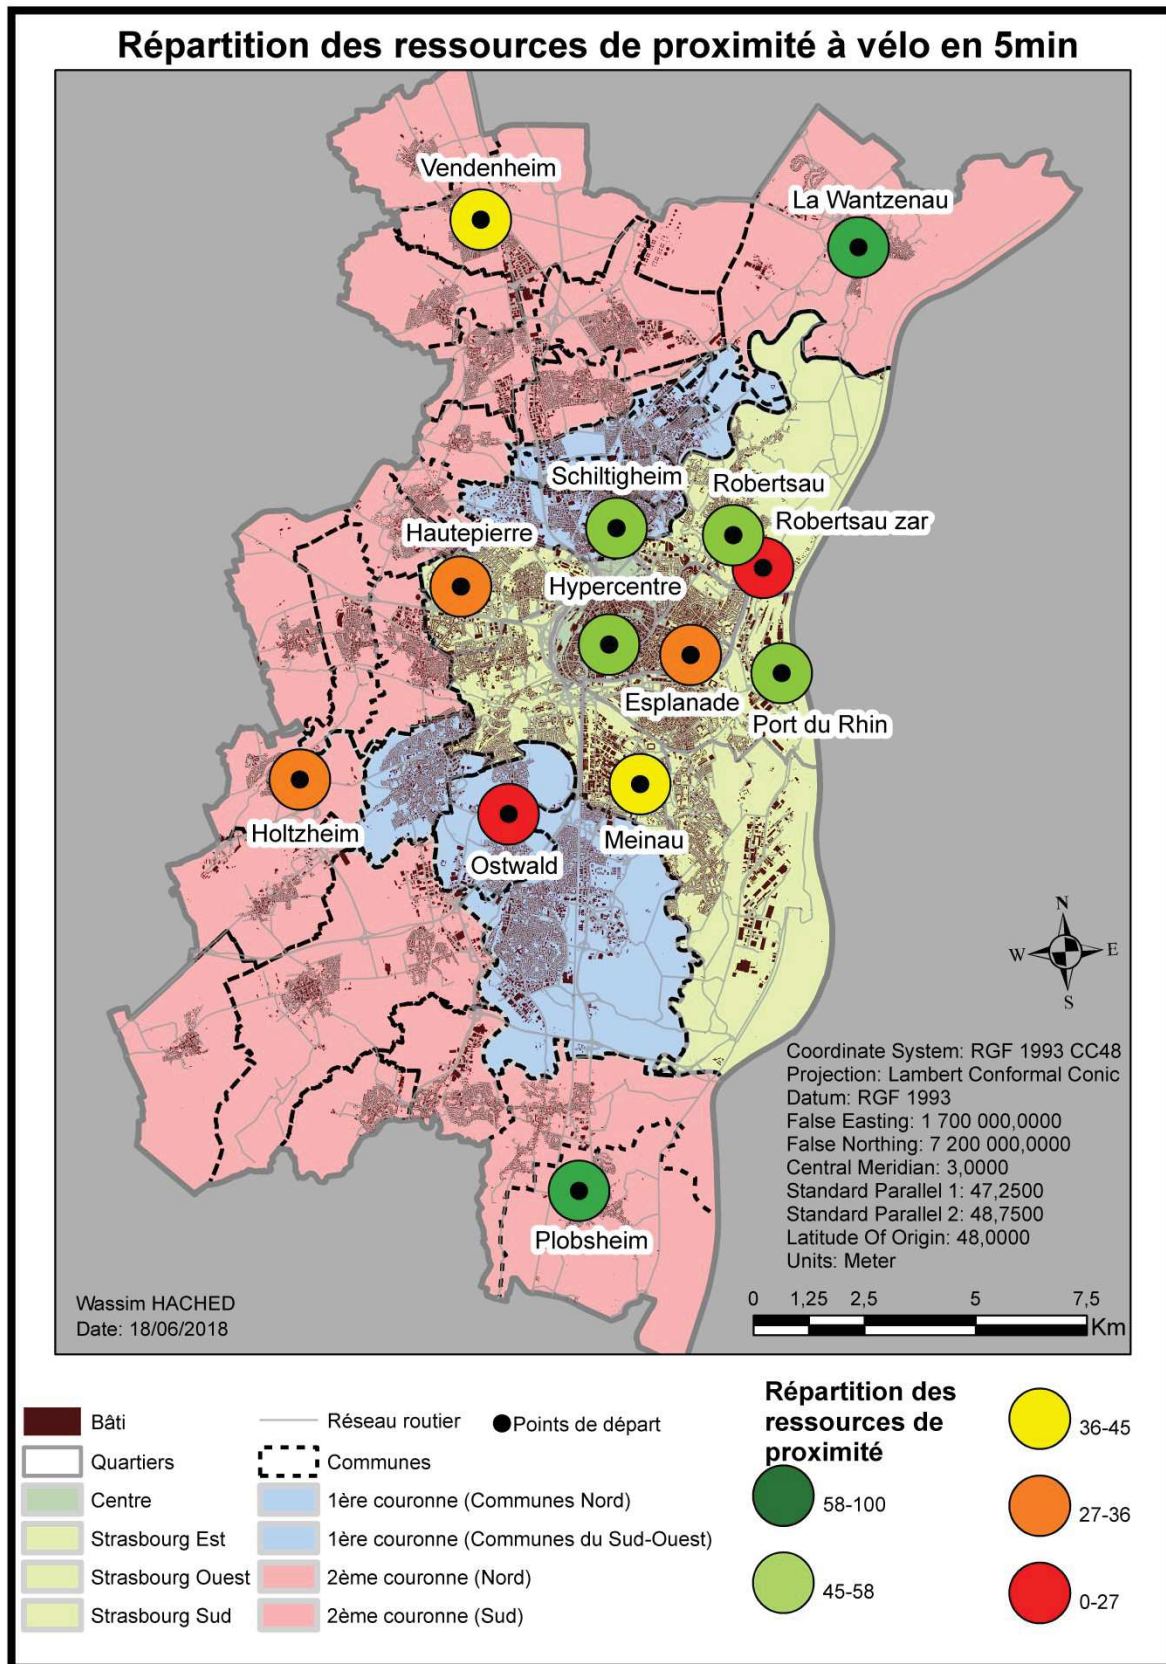 Répartition des ressources de proximité à vélo en 5min
Vendenheim
La Wantzenau
Schiltigheim
Robertsau
Robertsau zar
Hautepierre
Hypercentre
Esplanade
Port du Rhin
Holtzheim
Ostwald
Meinau
Plobsheim
N
W
E
S
Coordinate System: RGF 1993 CC48
Projection: Lambert Conformal Conic
Datum: RGF 1993
False Easting: 1 700 000,0000
False Northing: 7 200 000,0000
Central Meridian: 3,0000
Standard Parallel 1: 47,2500
Standard Parallel 2: 48,7500
Latitude Of Origin: 48,0000
Units: Meter
Wassim HACHED
Date: 18/06/2018
0 1,25 2,5 5 7,5
Km
Bâti
Quartiers
Centre
Strasbourg Est
Strasbourg Ouest
Strasbourg Sud
Réseau routier
Points de départ
Communes
1ère couronne (Communes Nord)
1ère couronne (Communes du Sud-Ouest)
2ème couronne (Nord)
2ème couronne (Sud)
Répartition des
ressources de
proximité
58-100
45-58
36-45
27-36
0-27